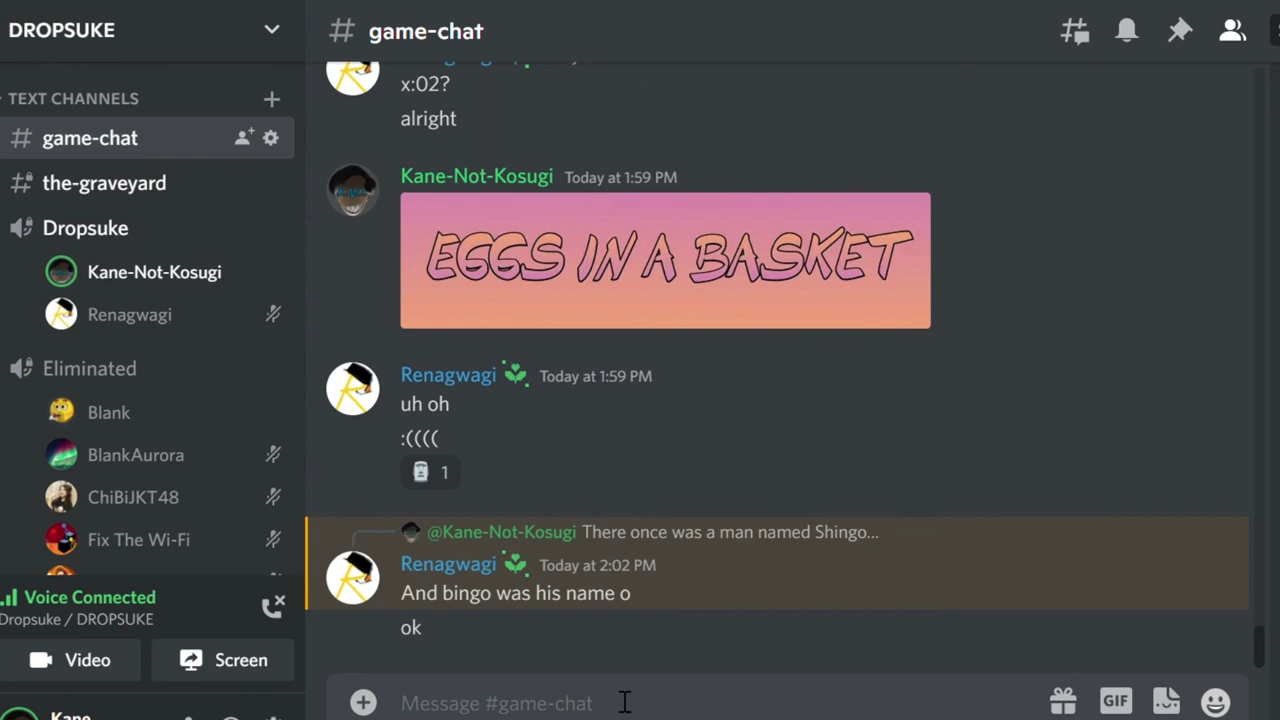 DROPSUKE
TEXT CHANNELS
# game-chat
# the-graveyard
Dropsuke
Kane-Not-Kosugi
Renagwagi
Eliminated
Blank
BlankAurora
ChiBiJKT48
Fix The Wi-Fi
Voice Connected
Dropsuke / DROPSUKE
Video
Screen
Kane
# game-chat
x:02?
alright
Kane-Not-Kosugi Today at 1:59 PM
EGGS IN A BASKET
Renagwagi Today at 1:59 PM
uh oh
:((((
1
@Kane-Not-Kosugi There once was a man named Shingo...
Renagwagi Today at 2:02 PM
And bingo was his name o
ok
Message #game-chat
GIF